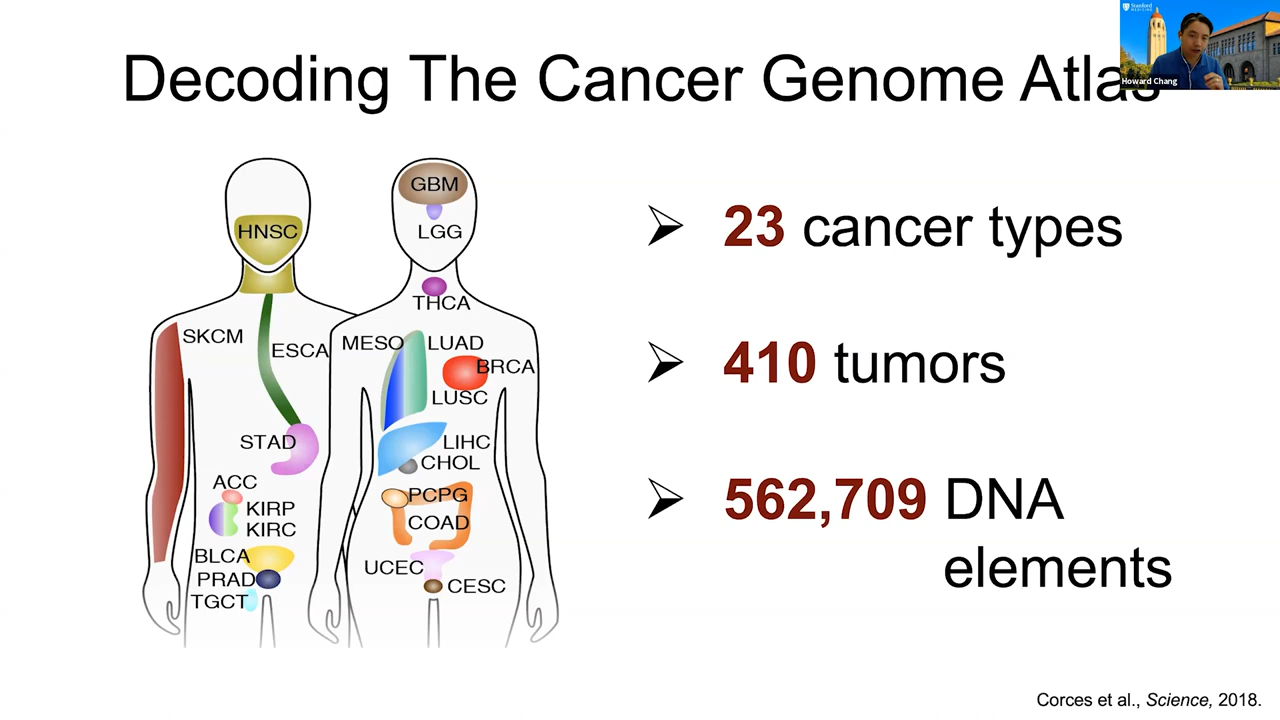 Stanford
MEDICINE
Howard Chang
Decoding The Cancer Genome Atlas
GBM
HNSC
LGG
THCA
SKCM
ESCA
MESO
LUAD
BRCA
LUSC
STAD
LIHC
CHOL
ACC
PCPG
KIRP
COAD
KIRC
BLCA
UCEC
PRAD
CESC
TGCT
23 cancer types
410 tumors
562,709 DNA
elements
Corces et al., Science, 2018.